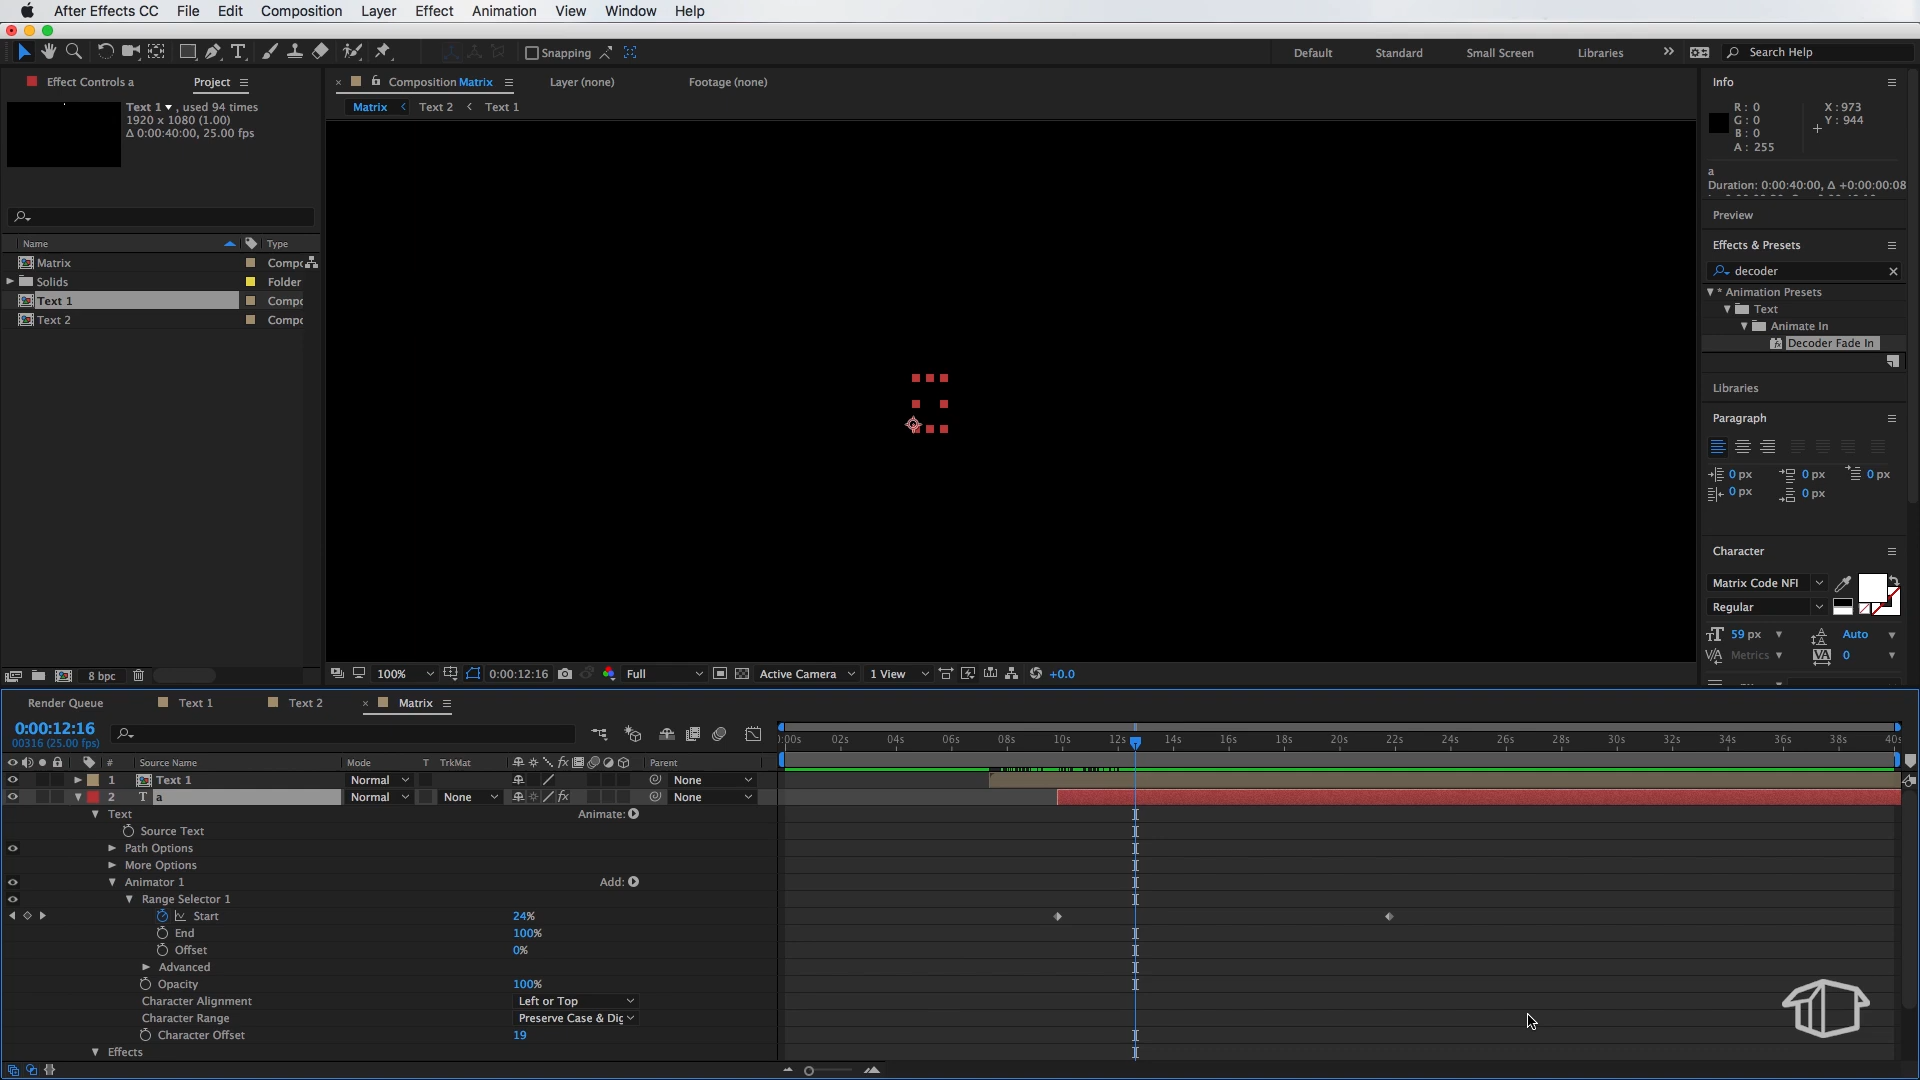 After Effects CC File Edit Composition Layer Effect Animation View Window Help
Snapping Default Standard Small Screen Libraries » Search Help
Effect Controls a Project
Text 1 ▾ , used 94 times
1920 x 1080 (1.00)
Δ 0:00:40:00, 25.00 fps
Name Type
Matrix Compo
Solids Folder
Text 1 Compo
Text 2 Compo
8 bpc
× Composition Matrix Layer (none) Footage (none)
Matrix < Text 2 < Text 1
100% 0:00:12:16 Full Active Camera 1 View +0.0
Info
R : 0 X : 973
G : 0 Y : 944
B : 0
A : 255
a
Duration: 0:00:40:00, Δ +0:00:00:08
Preview
Effects & Presets
decoder ×
* Animation Presets
Text
Animate In
Decoder Fade In
Libraries
Paragraph
0 px 0 px 0 px
0 px 0 px
Character
Matrix Code NFI
Regular
59 px Auto
Metrics 0
Render Queue Text 1 Text 2 × Matrix
0:00:12:16
00316 (25.00 fps)
:00s 02s 04s 06s 08s 10s 12s 14s 16s 18s 20s 22s 24s 26s 28s 30s 32s 34s 36s 38s 40s
# Source Name Mode T TrkMat fx Parent
1 Text 1 Normal None
2 T a Normal None fx None
Text Animate:
Source Text
Path Options
More Options
Animator 1 Add:
Range Selector 1
Start 24%
End 100%
Offset 0%
Advanced
Opacity 100%
Character Alignment Left or Top
Character Range Preserve Case & Dig
Character Offset 19
Effects